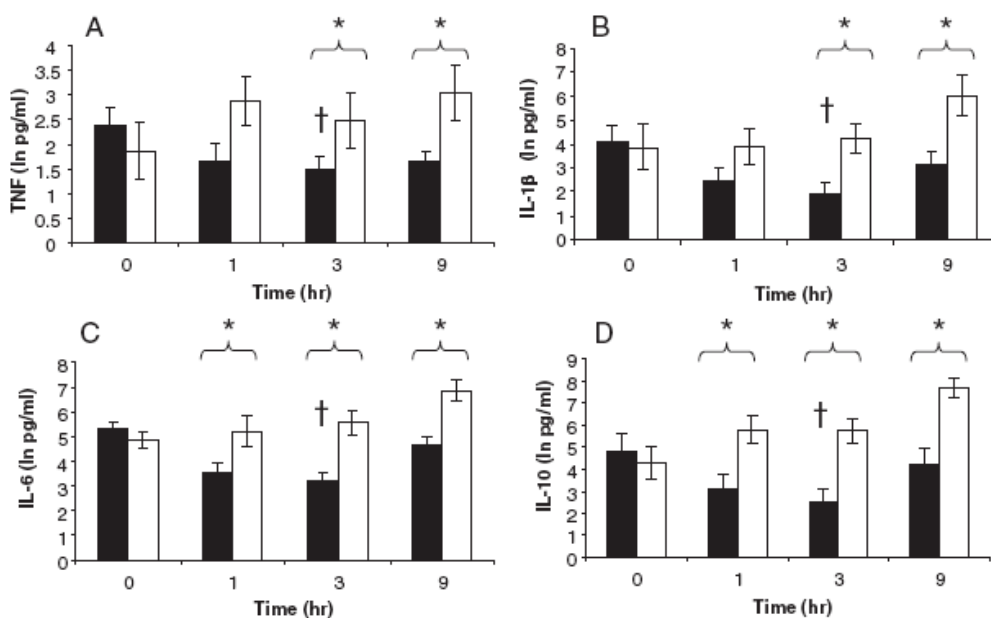 A
* *
TNF (ln pg/ml)
4
3.5
3
2.5
2
1.5
1
0.5
0
†
0 1 3 9
Time (hr)
B
* *
IL-1β (ln pg/ml)
8
7
6
5
4
3
2
1
0
†
0 1 3 9
Time (hr)
C
* * *
IL-6 (ln pg/ml)
8
7
6
5
4
3
2
1
0
†
0 1 3 9
Time (hr)
D
* * *
IL-10 (ln pg/ml)
9
8
7
6
5
4
3
2
1
0
†
0 1 3 9
Time (hr)